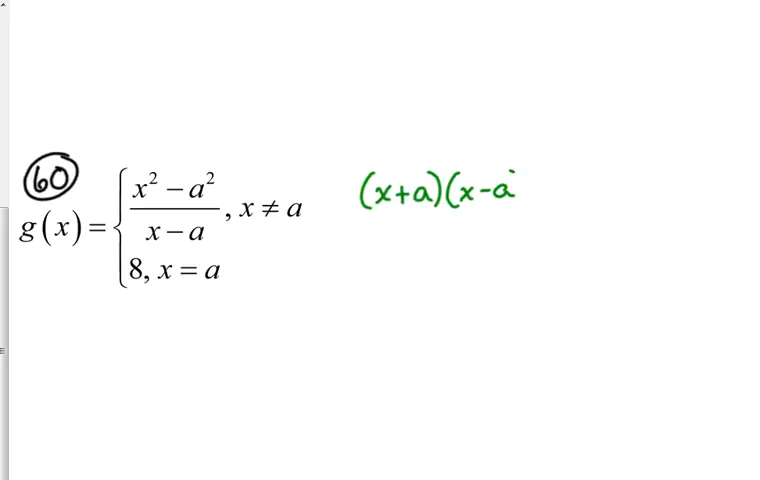 60
g(x) = { (x² − a²)/(x − a), x ≠ a
8, x = a
(x+a)(x-a